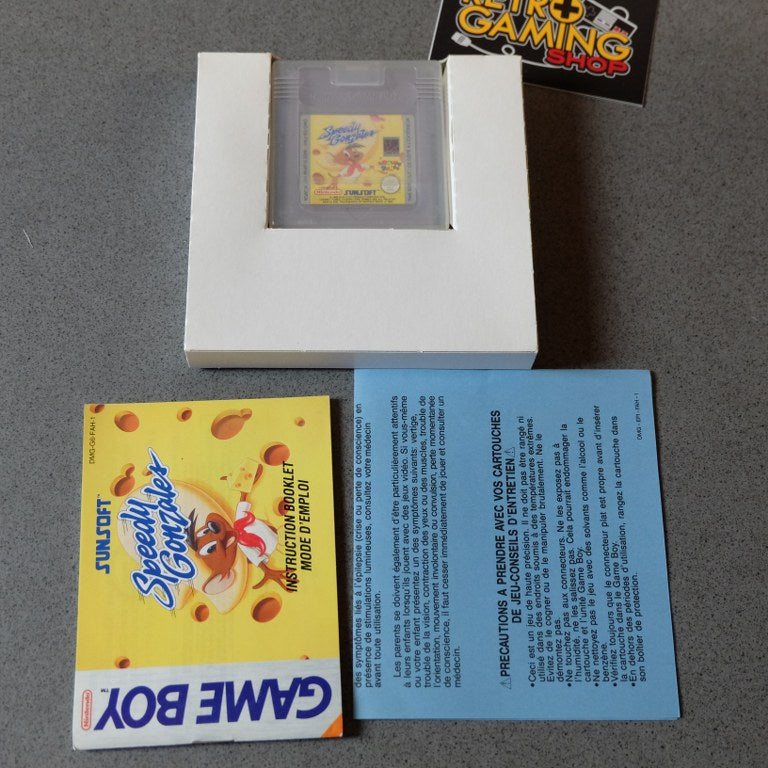 RETRO
GAMING
SHOP
Speedy
Gonzales
Nintendo
SUNSOFT
DMG-G6-FAH-1
SUNSOFT™
Speedy
Gonzales
INSTRUCTION BOOKLET
MODE D'EMPLOI
Nintendo
GAME BOY™
des symptômes liés à l'épilepsie (crise ou perte de conscience) en
présence de stimulations lumineuses, consultez votre médecin
avant toute utilisation.
Les parents se doivent également d'être particulièrement attentifs
à leurs enfants lorsqu'ils jouent avec des jeux vidéo. Si vous-même
ou votre enfant présentez un des symptômes suivants: vertige,
trouble de la vision, contraction des yeux ou des muscles, trouble de
l'orientation, mouvement involontaire ou convulsion, perte momentanée
de conscience, il faut cesser immédiatement de jouer et consulter un
médecin.
⚠PRECAUTIONS A PRENDRE AVEC VOS CARTOUCHES
DE JEU-CONSEILS D'ENTRETIEN⚠
•Ceci est un jeu de haute précision. Il ne doit pas être rangé ni
utilisé dans des endroits soumis à des températures extrêmes.
Evitez de le cogner ou de le manipuler brutalement. Ne le
démontez pas.
•Ne touchez pas aux connecteurs. Ne les exposez pas à
l'humidité, ne les salissez pas. Cela pourrait endommager la
cartouche et l'unité Game Boy.
•Ne nettoyez pas le jeu avec des solvants comme l'alcool ou le
benzène.
•Vérifiez toujours que le connecteur plat est propre avant d'insérer
la cartouche dans le Game Boy.
•En dehors des périodes d'utilisation, rangez la cartouche dans
son boîtier de protection.
DMG - EP1 - FAH - 1